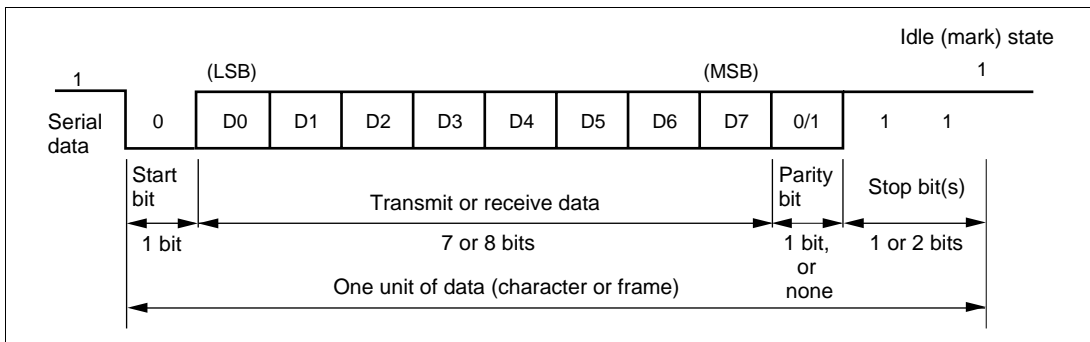 Idle (mark) state
1 (LSB) (MSB) 1
Serial data 0 D0 D1 D2 D3 D4 D5 D6 D7 0/1 1 1
Start bit Parity bit Stop bit(s)
Transmit or receive data
1 bit 7 or 8 bits 1 bit, or none 1 or 2 bits
One unit of data (character or frame)